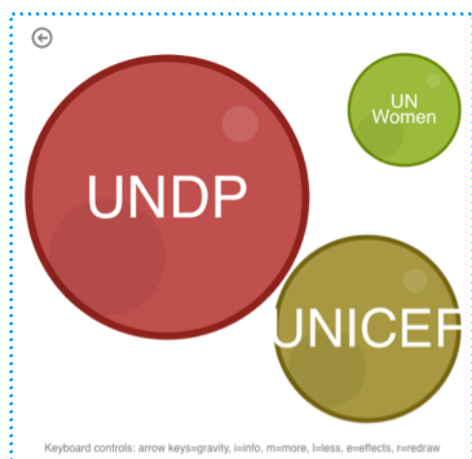 UN
Women
UNDP
UNICEF
Keyboard controls: arrow keys=gravity, i=info, m=more, l=less, e=effects, r=redraw